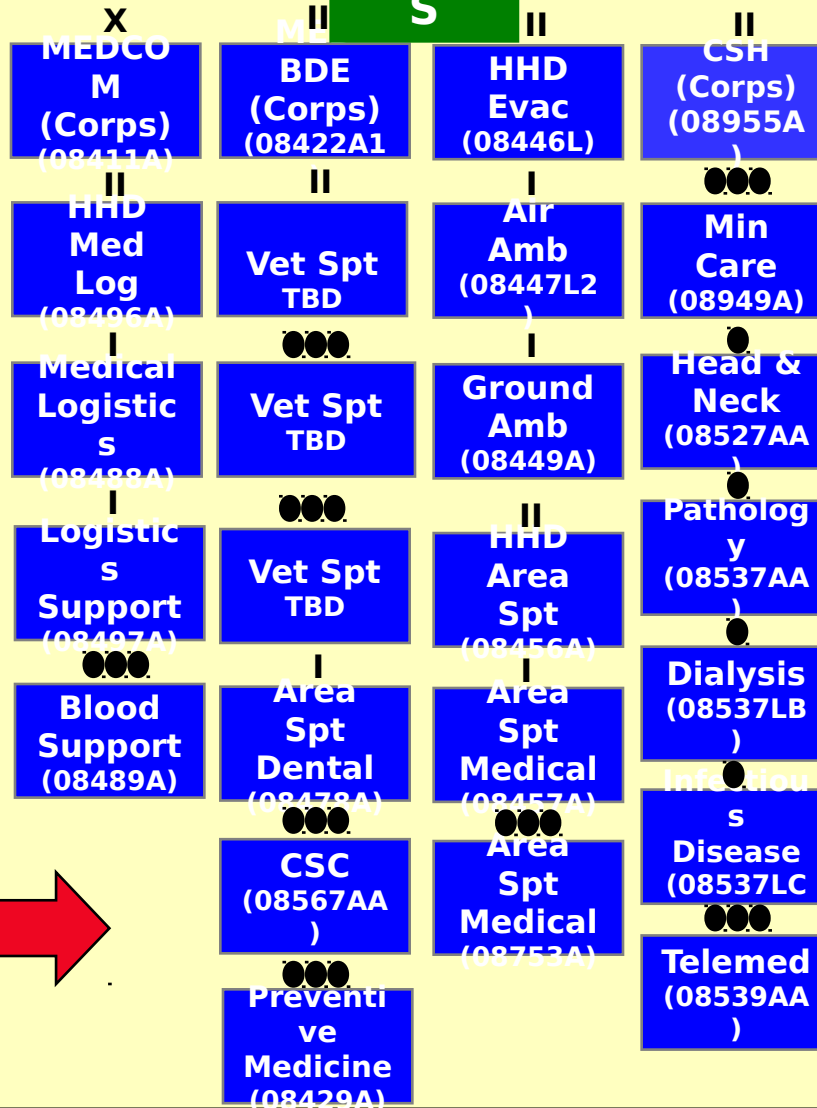 S
X
MEDCO
M
(Corps)
(08411A)
II
HHD
Med
Log
(08496A)
I
Medical
Logistic
s
(08488A)
I
Logistic
s
Support
(08497A)
Blood
Support
(08489A)
II
BDE
(Corps)
(08422A1
II
Vet Spt
TBD
Vet Spt
TBD
Vet Spt
TBD
I
Area
Spt
Dental
(08478A)
CSC
(08567AA
)
Preventi
ve
Medicine
(08429A)
II
HHD
Evac
(08446L)
I
Air
Amb
(08447L2
)
I
Ground
Amb
(08449A)
II
HHD
Area
Spt
(08456A)
I
Area
Spt
Medical
(08457A)
Area
Spt
Medical
(08753A)
II
CSH
(Corps)
(08955A
)
Min
Care
(08949A)
Head &
Neck
(08527AA
)
Patholog
y
(08537AA
)
Dialysis
(08537LB
)
Infectiou
s
Disease
(08537LC
Telemed
(08539AA
)